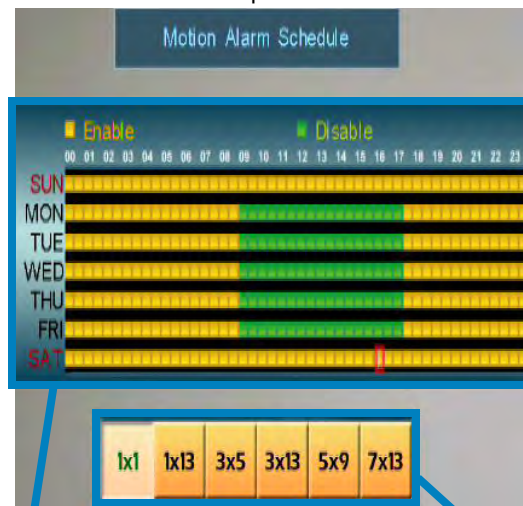 Motion Alarm Schedule
Enable Disable
00 01 02 03 04 05 06 07 08 09 10 11 12 13 14 15 16 17 18 19 20 21 22 23
SUN
MON
TUE
WED
THU
FRI
SAT
1x1 1x13 3x5 3x13 5x9 7x13